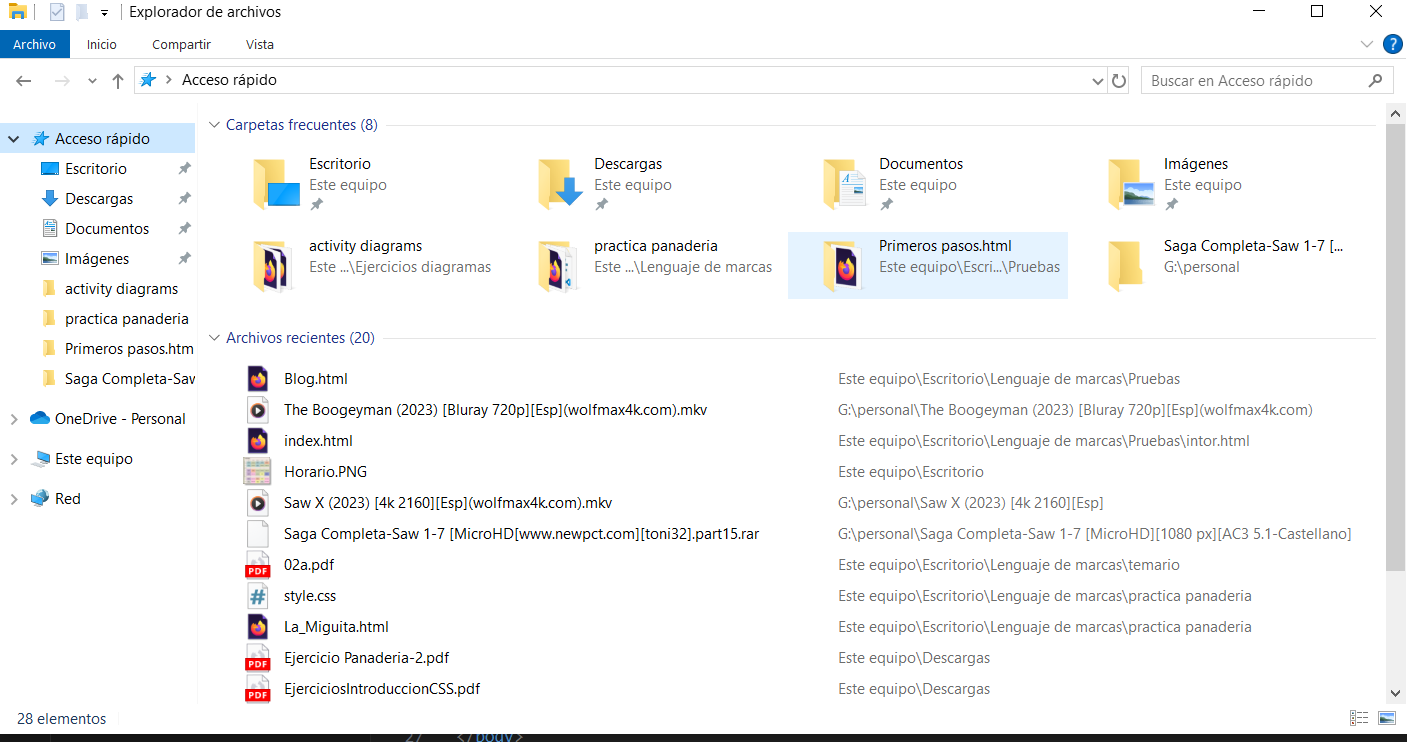 Explorador de archivos
Archivo Inicio Compartir Vista
?
Acceso rápido
Buscar en Acceso rápido
Acceso rápido
Escritorio
Descargas
Documentos
Imágenes
activity diagrams
practica panaderia
Primeros pasos.htm
Saga Completa-Saw
OneDrive - Personal
Este equipo
Red
Carpetas frecuentes (8)
Escritorio
Este equipo
Descargas
Este equipo
Documentos
Este equipo
Imágenes
Este equipo
activity diagrams
Este ...\Ejercicios diagramas
practica panaderia
Este ...\Lenguaje de marcas
Primeros pasos.html
Este equipo\Escri...\Pruebas
Saga Completa-Saw 1-7 [...
G:\personal
Archivos recientes (20)
Blog.html Este equipo\Escritorio\Lenguaje de marcas\Pruebas
The Boogeyman (2023) [Bluray 720p][Esp](wolfmax4k.com).mkv G:\personal\The Boogeyman (2023) [Bluray 720p][Esp](wolfmax4k.com)
index.html Este equipo\Escritorio\Lenguaje de marcas\Pruebas\intor.html
Horario.PNG Este equipo\Escritorio
Saw X (2023) [4k 2160][Esp](wolfmax4k.com).mkv G:\personal\Saw X (2023) [4k 2160][Esp]
Saga Completa-Saw 1-7 [MicroHD[www.newpct.com][toni32].part15.rar G:\personal\Saga Completa-Saw 1-7 [MicroHD][1080 px][AC3 5.1-Castellano]
PDF 02a.pdf Este equipo\Escritorio\Lenguaje de marcas\temario
# style.css Este equipo\Escritorio\Lenguaje de marcas\practica panaderia
La_Miguita.html Este equipo\Escritorio\Lenguaje de marcas\practica panaderia
PDF Ejercicio Panaderia-2.pdf Este equipo\Descargas
PDF EjerciciosIntroduccionCSS.pdf Este equipo\Descargas
28 elementos
27 </body>